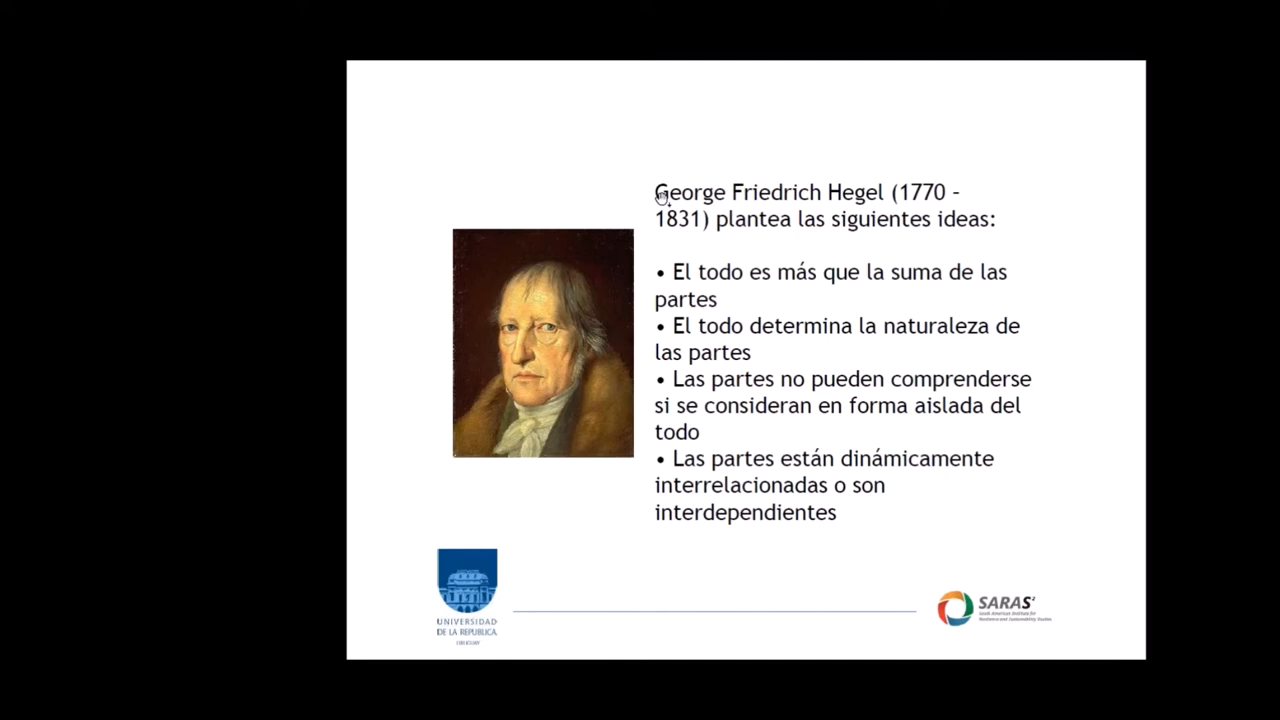 George Friedrich Hegel (1770 -
1831) plantea las siguientes ideas:
• El todo es más que la suma de las
partes
• El todo determina la naturaleza de
las partes
• Las partes no pueden comprenderse
si se consideran en forma aislada del
todo
• Las partes están dinámicamente
interrelacionadas o son
interdependientes
UNIVERSIDAD
DE LA REPUBLICA
URUGUAY
SARAS²
South American Institute for
Resilience and Sustainability Studies